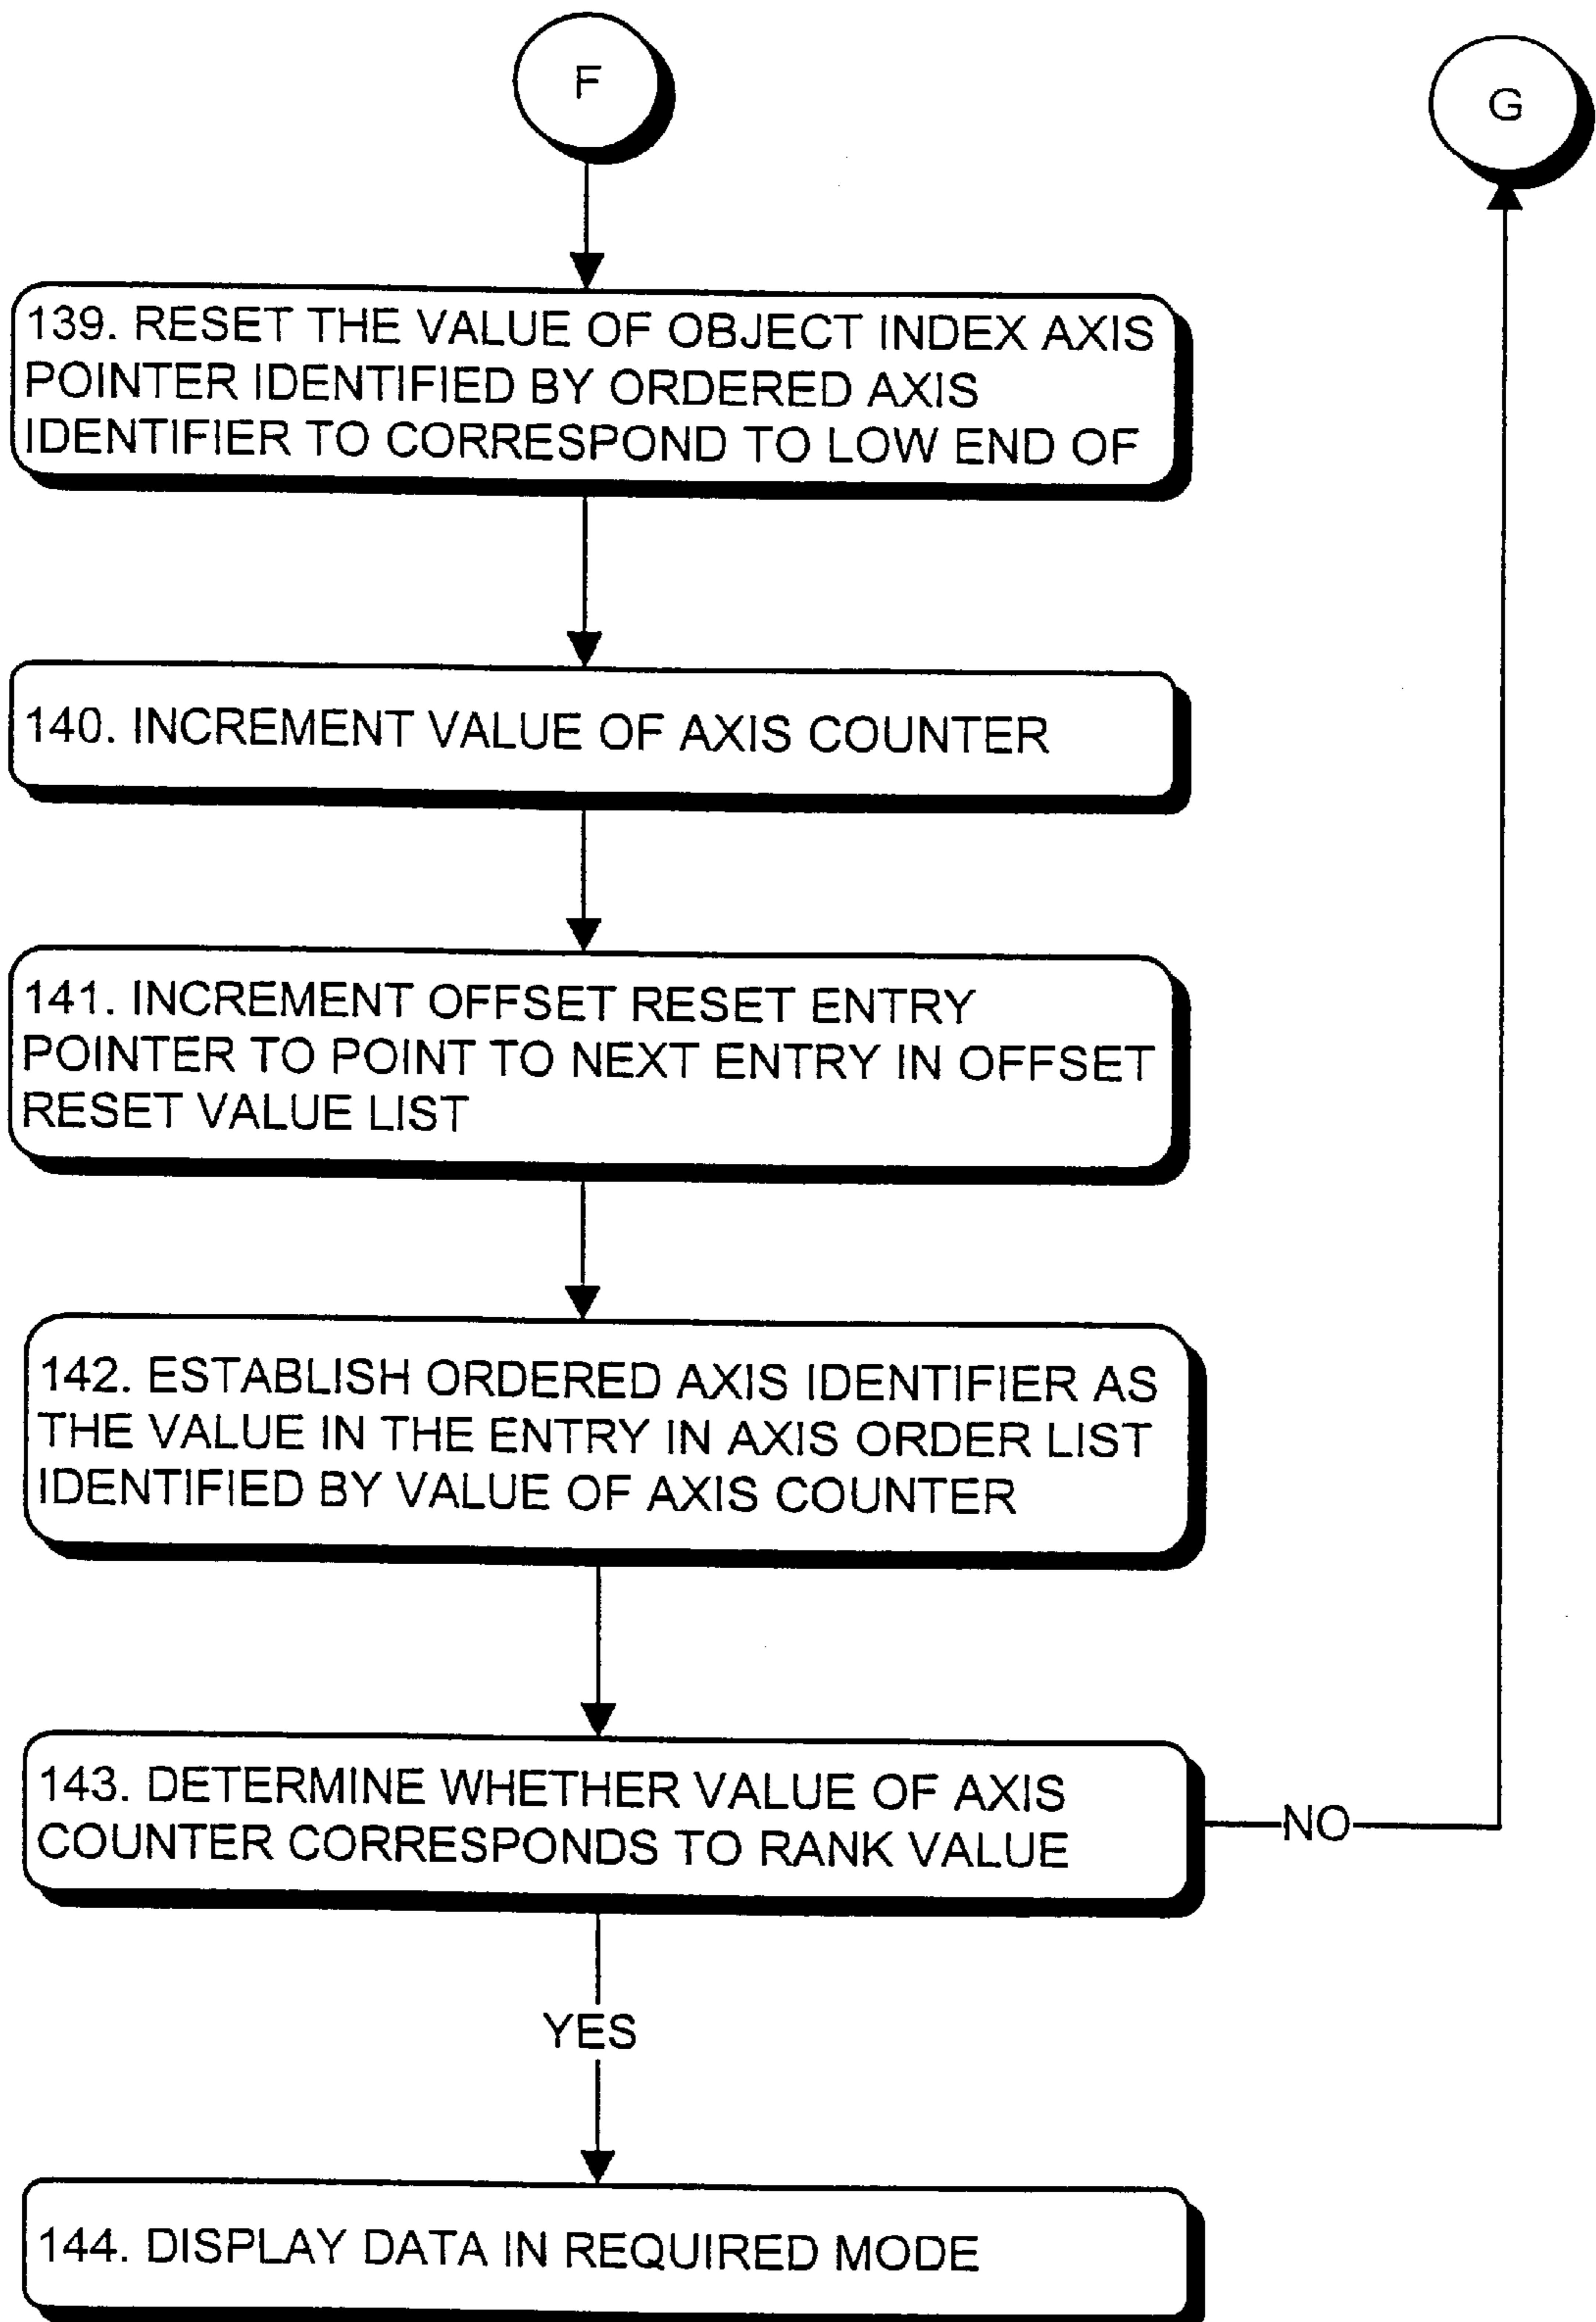 F
G
139. RESET THE VALUE OF OBJECT INDEX AXIS
POINTER IDENTIFIED BY ORDERED AXIS
IDENTIFIER TO CORRESPOND TO LOW END OF
140. INCREMENT VALUE OF AXIS COUNTER
141. INCREMENT OFFSET RESET ENTRY
POINTER TO POINT TO NEXT ENTRY IN OFFSET
RESET VALUE LIST
142. ESTABLISH ORDERED AXIS IDENTIFIER AS
THE VALUE IN THE ENTRY IN AXIS ORDER LIST
IDENTIFIED BY VALUE OF AXIS COUNTER
143. DETERMINE WHETHER VALUE OF AXIS
COUNTER CORRESPONDS TO RANK VALUE
NO
YES
144. DISPLAY DATA IN REQUIRED MODE